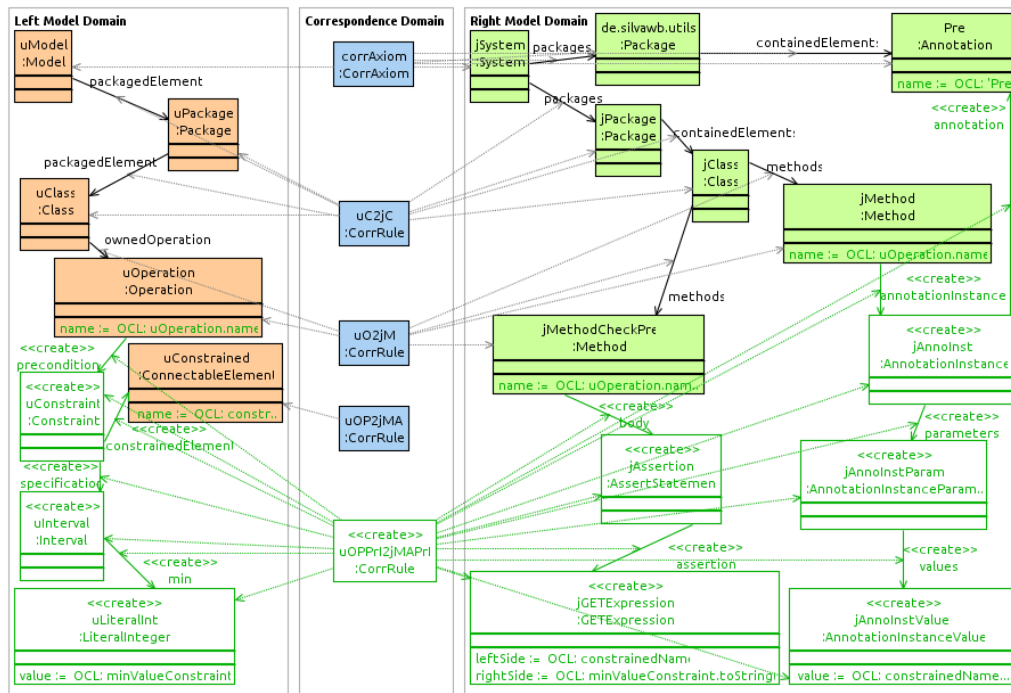 Left Model Domain
uModel
:Model
packagedElement
uPackage
:Package
packagedElement
uClass
:Class
ownedOperation
uOperation
:Operation
name := OCL: uOperation.name
<<create>>
precondition
uConstrained
:ConnectableElement
name := OCL: constr..
<<create>>
uConstraint
:Constraint
<<create>>
constrainedElement
<<create>>
specification
<<create>>
uInterval
:Interval
<<create>>
min
<<create>>
uLiteralInt
:LiteralInteger
value := OCL: minValueConstraint
Correspondence Domain
corrAxiom
:CorrAxiom
uC2jC
:CorrRule
uO2jM
:CorrRule
uOP2jMA
:CorrRule
<<create>>
uOPPrI2jMAPrI
:CorrRule
Right Model Domain
jSystem
:System
packages
de.silvawb.utils
:Package
containedElements
Pre
:Annotation
name := OCL: 'Pre'
<<create>>
annotation
packages
jPackage
:Package
containedElements
jClass
:Class
methods
jMethod
:Method
name := OCL: uOperation.name
<<create>>
annotationInstance
methods
jMethodCheckPre
:Method
name := OCL: uOperation.nam..
<<create>>
jAnnoInst
:AnnotationInstance
<<create>>
body
<<create>>
parameters
<<create>>
jAssertion
:AssertStatemen
<<create>>
jAnnoInstParam
:AnnotationInstanceParam..
<<create>>
assertion
<<create>>
values
<<create>>
jGETExpression
:GETExpression
leftSide := OCL: constrainedName
rightSide := OCL: minValueConstraint.toString(
<<create>>
jAnnoInstValue
:AnnotationInstanceValue
value := OCL: constrainedName...